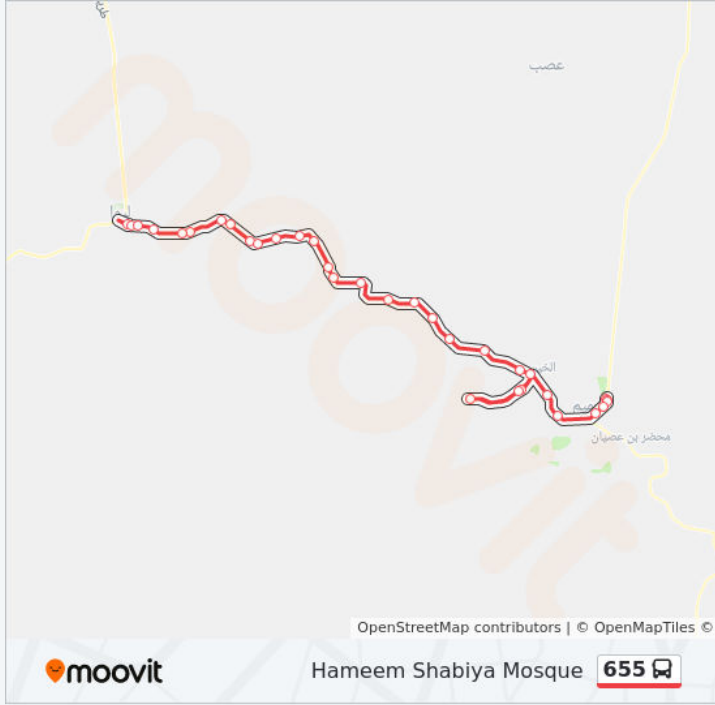 عصب
محضر بن عصيان
OpenStreetMap contributors | © OpenMapTiles ©
moovit
Hameem Shabiya Mosque
655